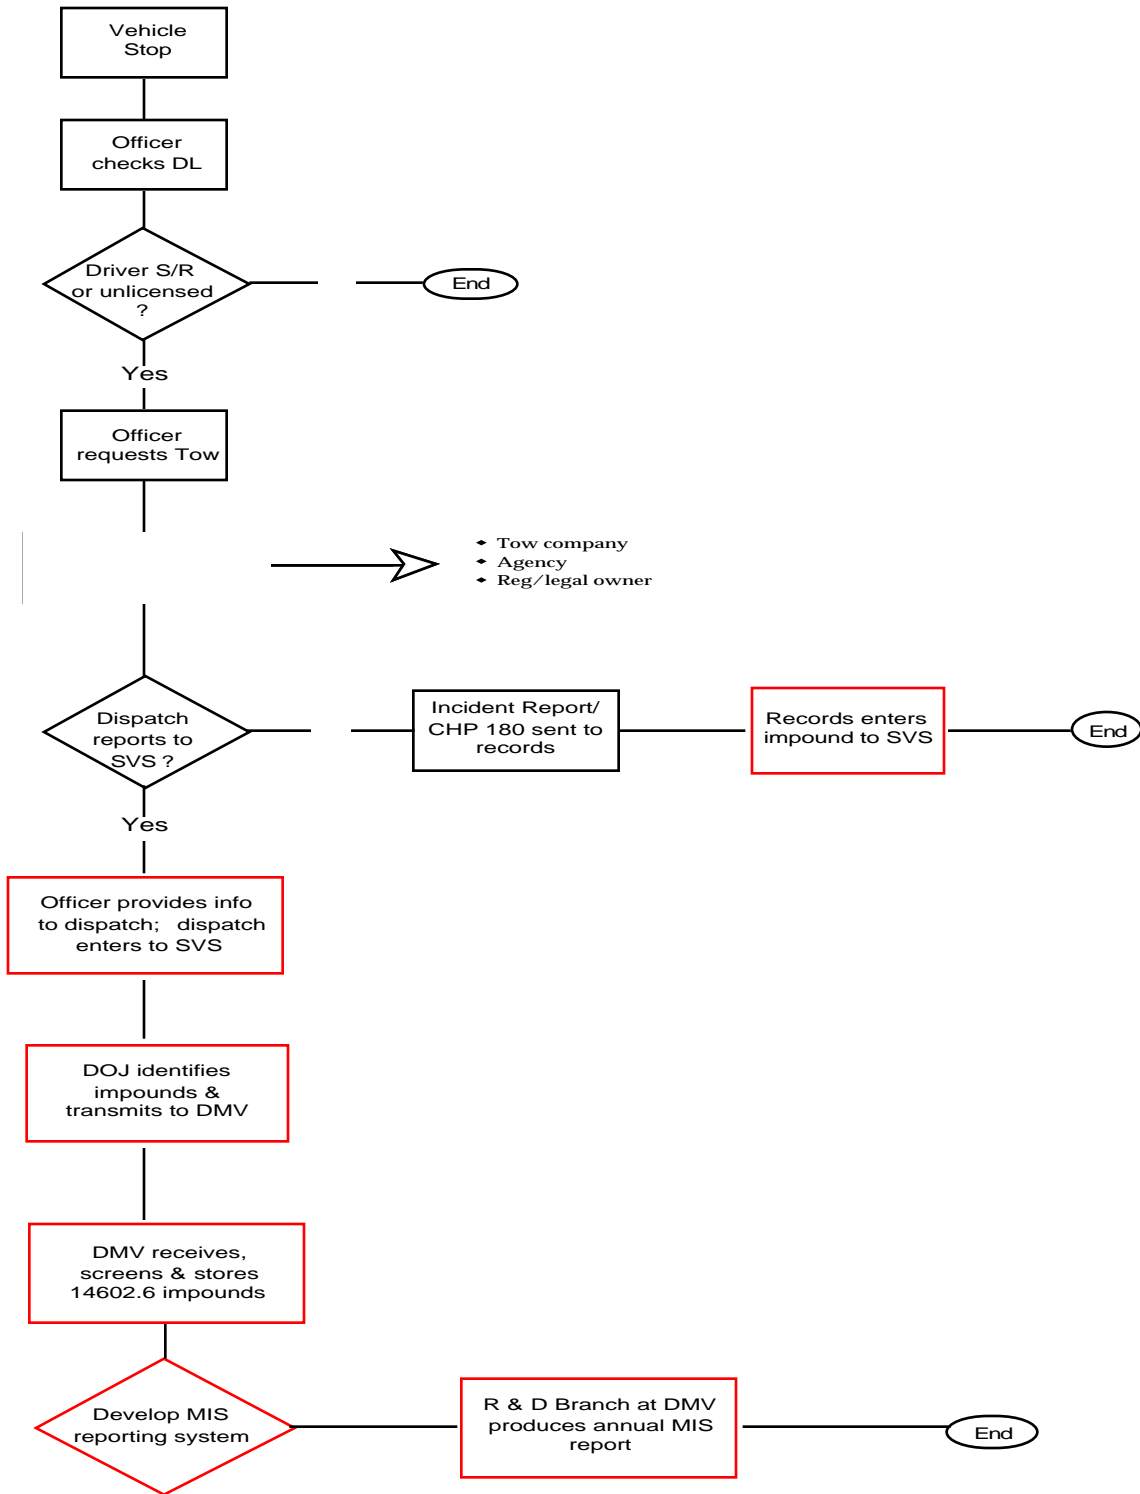 Vehicle
Stop
Officer
checks DL
Driver S/R
or unlicensed
?
End
Yes
Officer
requests Tow
◆ Tow company
◆ Agency
◆ Reg/legal owner
Dispatch
reports to
SVS ?
Incident Report/
CHP 180 sent to
records
Records enters
impound to SVS
End
Yes
Officer provides info
to dispatch; dispatch
enters to SVS
DOJ identifies
impounds &
transmits to DMV
DMV receives,
screens & stores
14602.6 impounds
Develop MIS
reporting system
R & D Branch at DMV
produces annual MIS
report
End